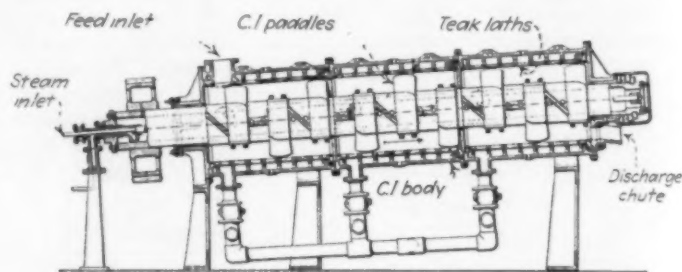 Feed inlet
C.I paddles
Teak laths
Steam
inlet
C.I body
Discharge
chute